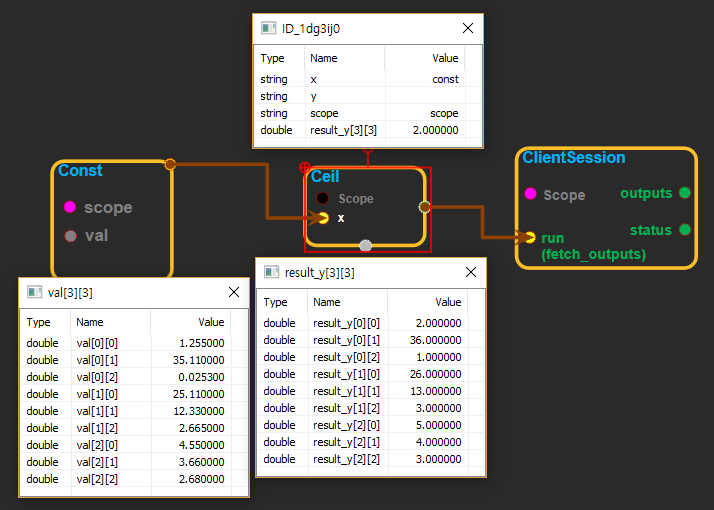 ID_1dg3ij0
Type Name Value
string x const
string y
string scope scope
double result_y[3][3] 2.000000
Const
scope
val
Ceil
Scope
x
ClientSession
Scope
outputs
status
run
(fetch_outputs)
val[3][3]
Type Name Value
double val[0][0] 1.255000
double val[0][1] 35.110000
double val[0][2] 0.025300
double val[1][0] 25.110000
double val[1][1] 12.330000
double val[1][2] 2.665000
double val[2][0] 4.550000
double val[2][1] 3.660000
double val[2][2] 2.680000
result_y[3][3]
Type Name Value
double result_y[0][0] 2.000000
double result_y[0][1] 36.000000
double result_y[0][2] 1.000000
double result_y[1][0] 26.000000
double result_y[1][1] 13.000000
double result_y[1][2] 3.000000
double result_y[2][0] 5.000000
double result_y[2][1] 4.000000
double result_y[2][2] 3.000000